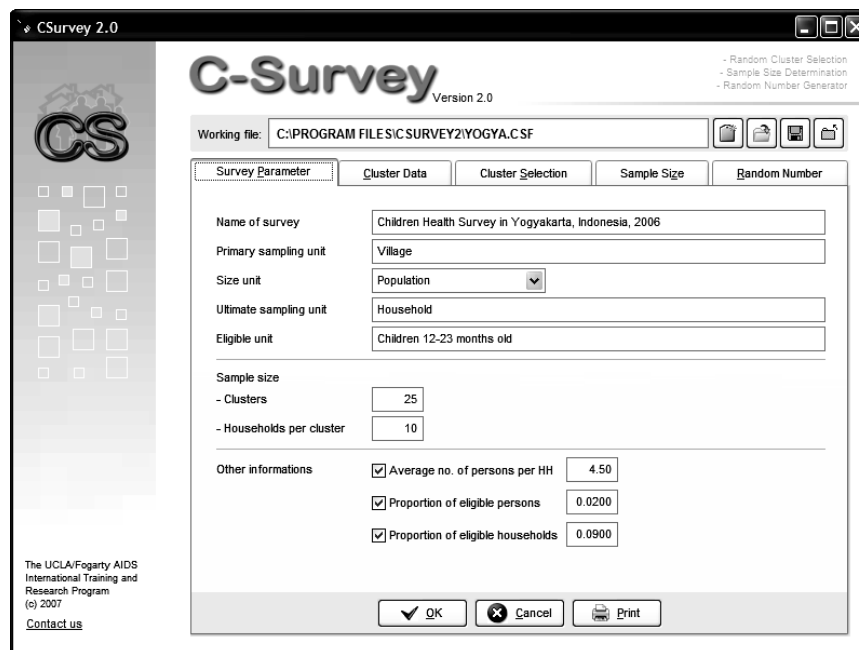 CSurvey 2.0
C-Survey
Version 2.0
- Random Cluster Selection
- Sample Size Determination
- Random Number Generator
CS
Working file: C:\PROGRAM FILES\CSURVEY2\YOGYA.CSF
Survey Parameter Cluster Data Cluster Selection Sample Size Random Number
Name of survey Children Health Survey in Yogyakarta, Indonesia, 2006
Primary sampling unit Village
Size unit Population
Ultimate sampling unit Household
Eligible unit Children 12-23 months old
Sample size
- Clusters 25
- Households per cluster 10
Other informations Average no. of persons per HH 4.50
Proportion of eligible persons 0.0200
Proportion of eligible households 0.0900
The UCLA/Fogarty AIDS
International Training and
Research Program
(c) 2007
Contact us
OK Cancel Print